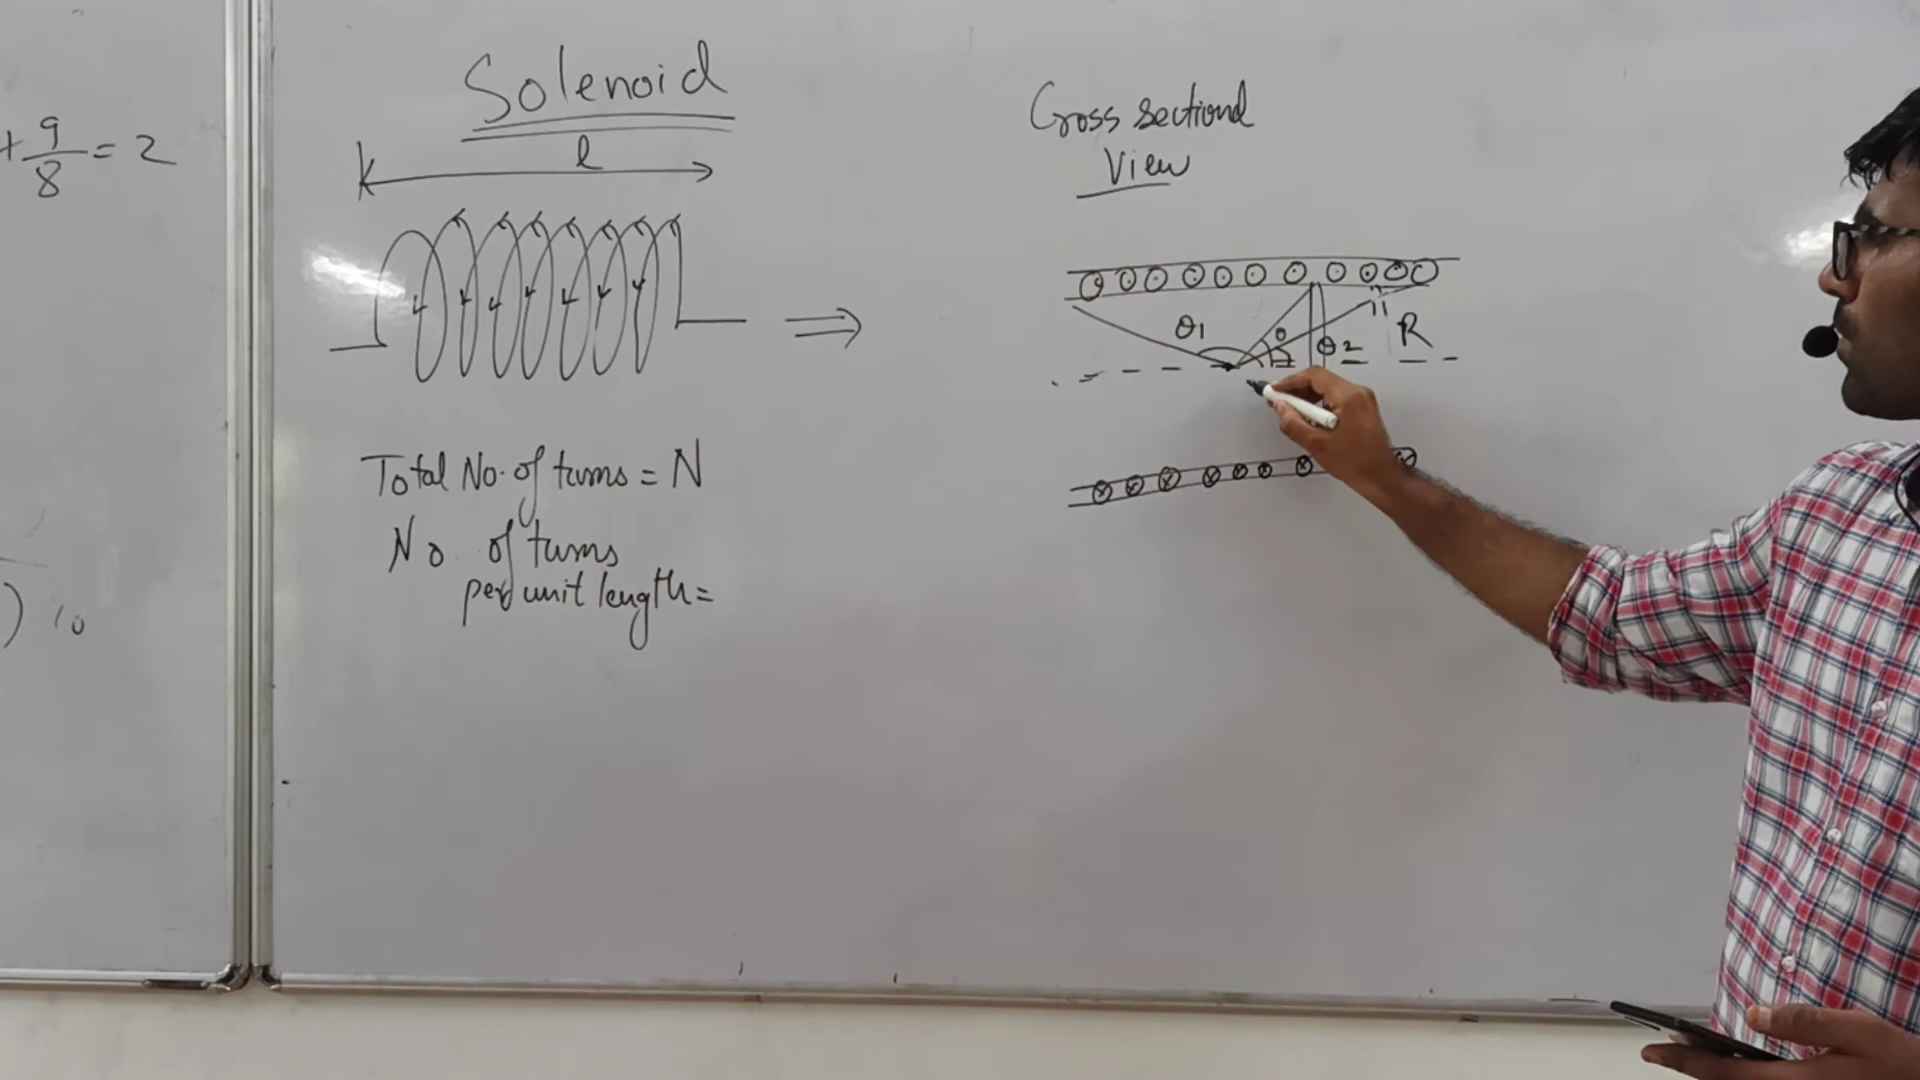 +9/8=2
) 10
Solenoid
l
Total No. of turns = N
No. of turns
per unit length =
Cross sectional
View
θ1
θ
θ2
R